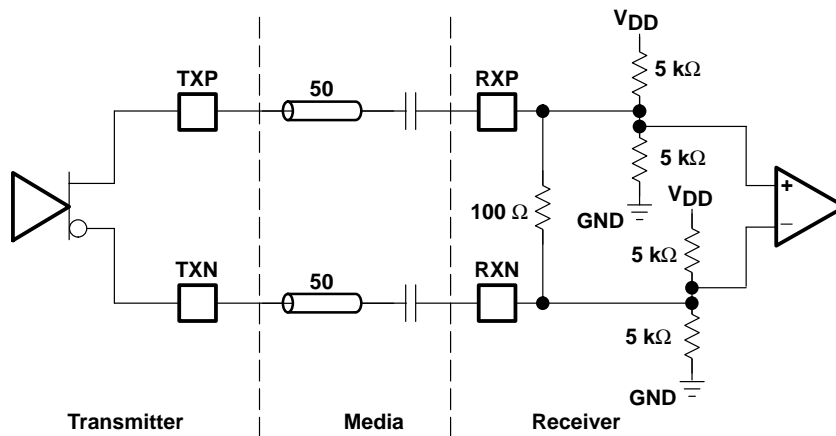 VDD
5 kΩ
TXP
50
RXP
5 kΩ
GND
VDD
+
−
100 Ω
TXN
50
RXN
5 kΩ
5 kΩ
GND
Transmitter
Media
Receiver